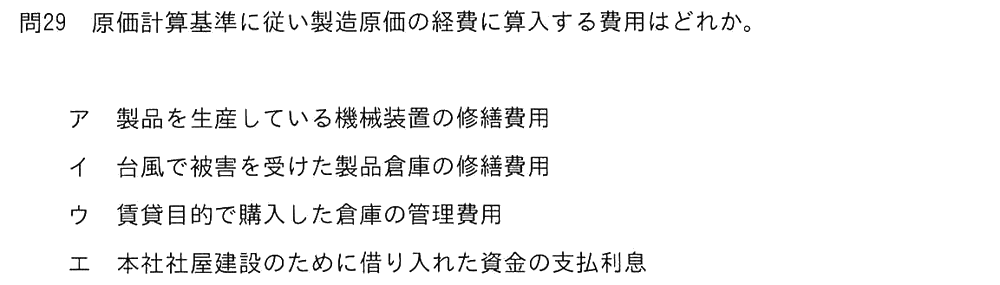 問29　原価計算基準に従い製造原価の経費に算入する費用はどれか。
ア　製品を生産している機械装置の修繕費用
イ　台風で被害を受けた製品倉庫の修繕費用
ウ　賃貸目的で購入した倉庫の管理費用
エ　本社社屋建設のために借り入れた資金の支払利息